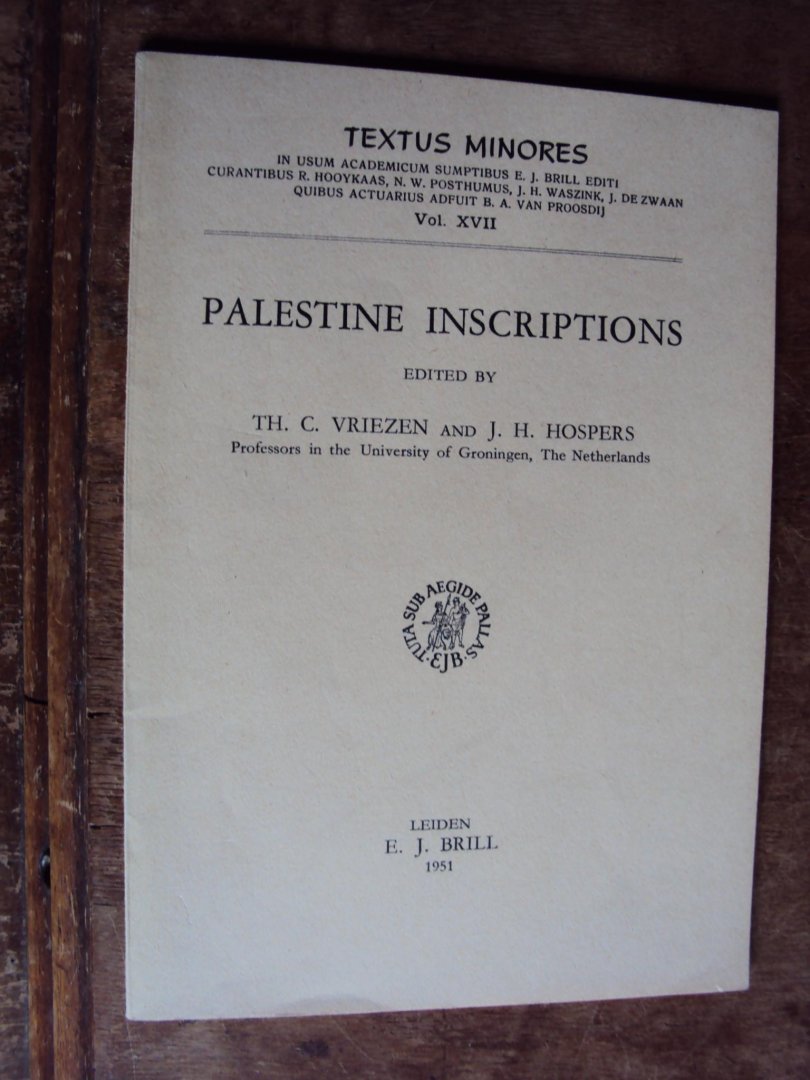 TEXTUS MINORES
IN USUM ACADEMICUM SUMPTIBUS E. J. BRILL EDITI
CURANTIBUS R. HOOYKAAS, N. W. POSTHUMUS, J. H. WASZINK, J. DE ZWAAN
QUIBUS ACTUARIUS ADFUIT B. A. VAN PROOSDIJ
Vol. XVII
PALESTINE INSCRIPTIONS
EDITED BY
TH. C. VRIEZEN AND J. H. HOSPERS
Professors in the University of Groningen, The Netherlands
TUTA SUB AEGIDE PALLAS
EJB
LEIDEN
E. J. BRILL
1951